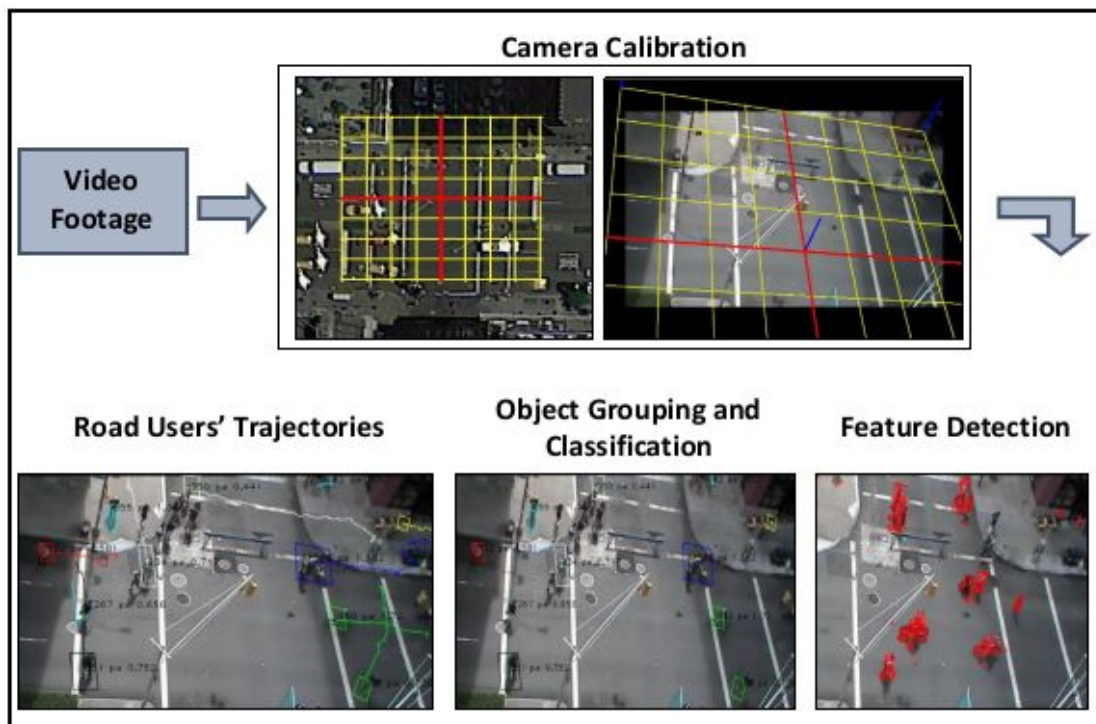 Camera Calibration
Video
Footage
Road Users' Trajectories
Object Grouping and
Classification
Feature Detection